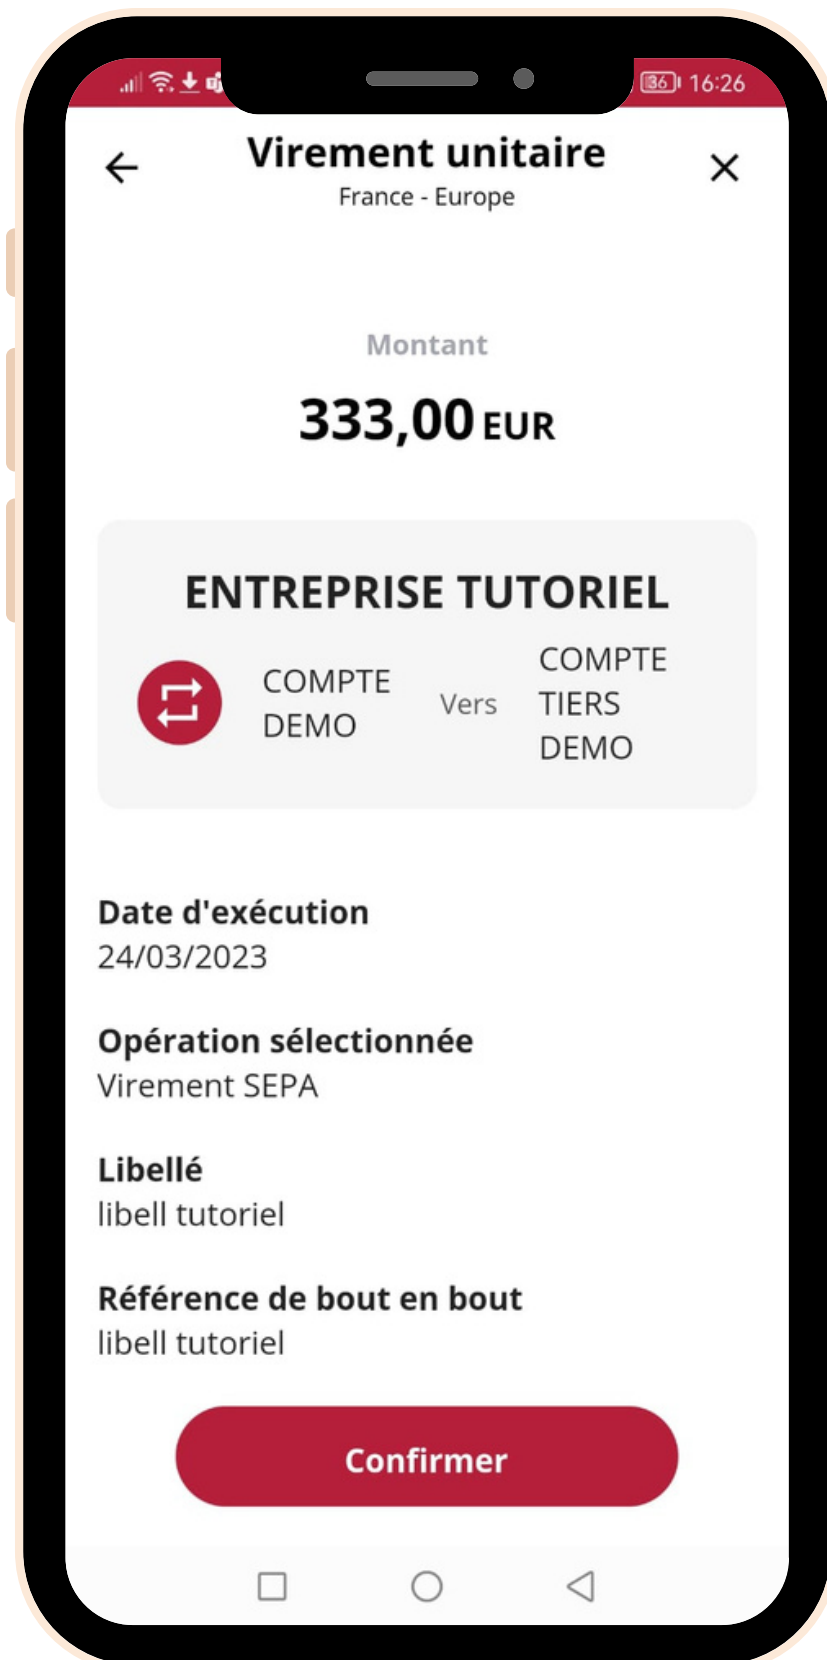 86 16:26
Virement unitaire
France - Europe
Montant
333,00 EUR
ENTREPRISE TUTORIEL
COMPTE DEMO
Vers
COMPTE TIERS DEMO
Date d'exécution
24/03/2023
Opération sélectionnée
Virement SEPA
Libellé
libell tutoriel
Référence de bout en bout
libell tutoriel
Confirmer